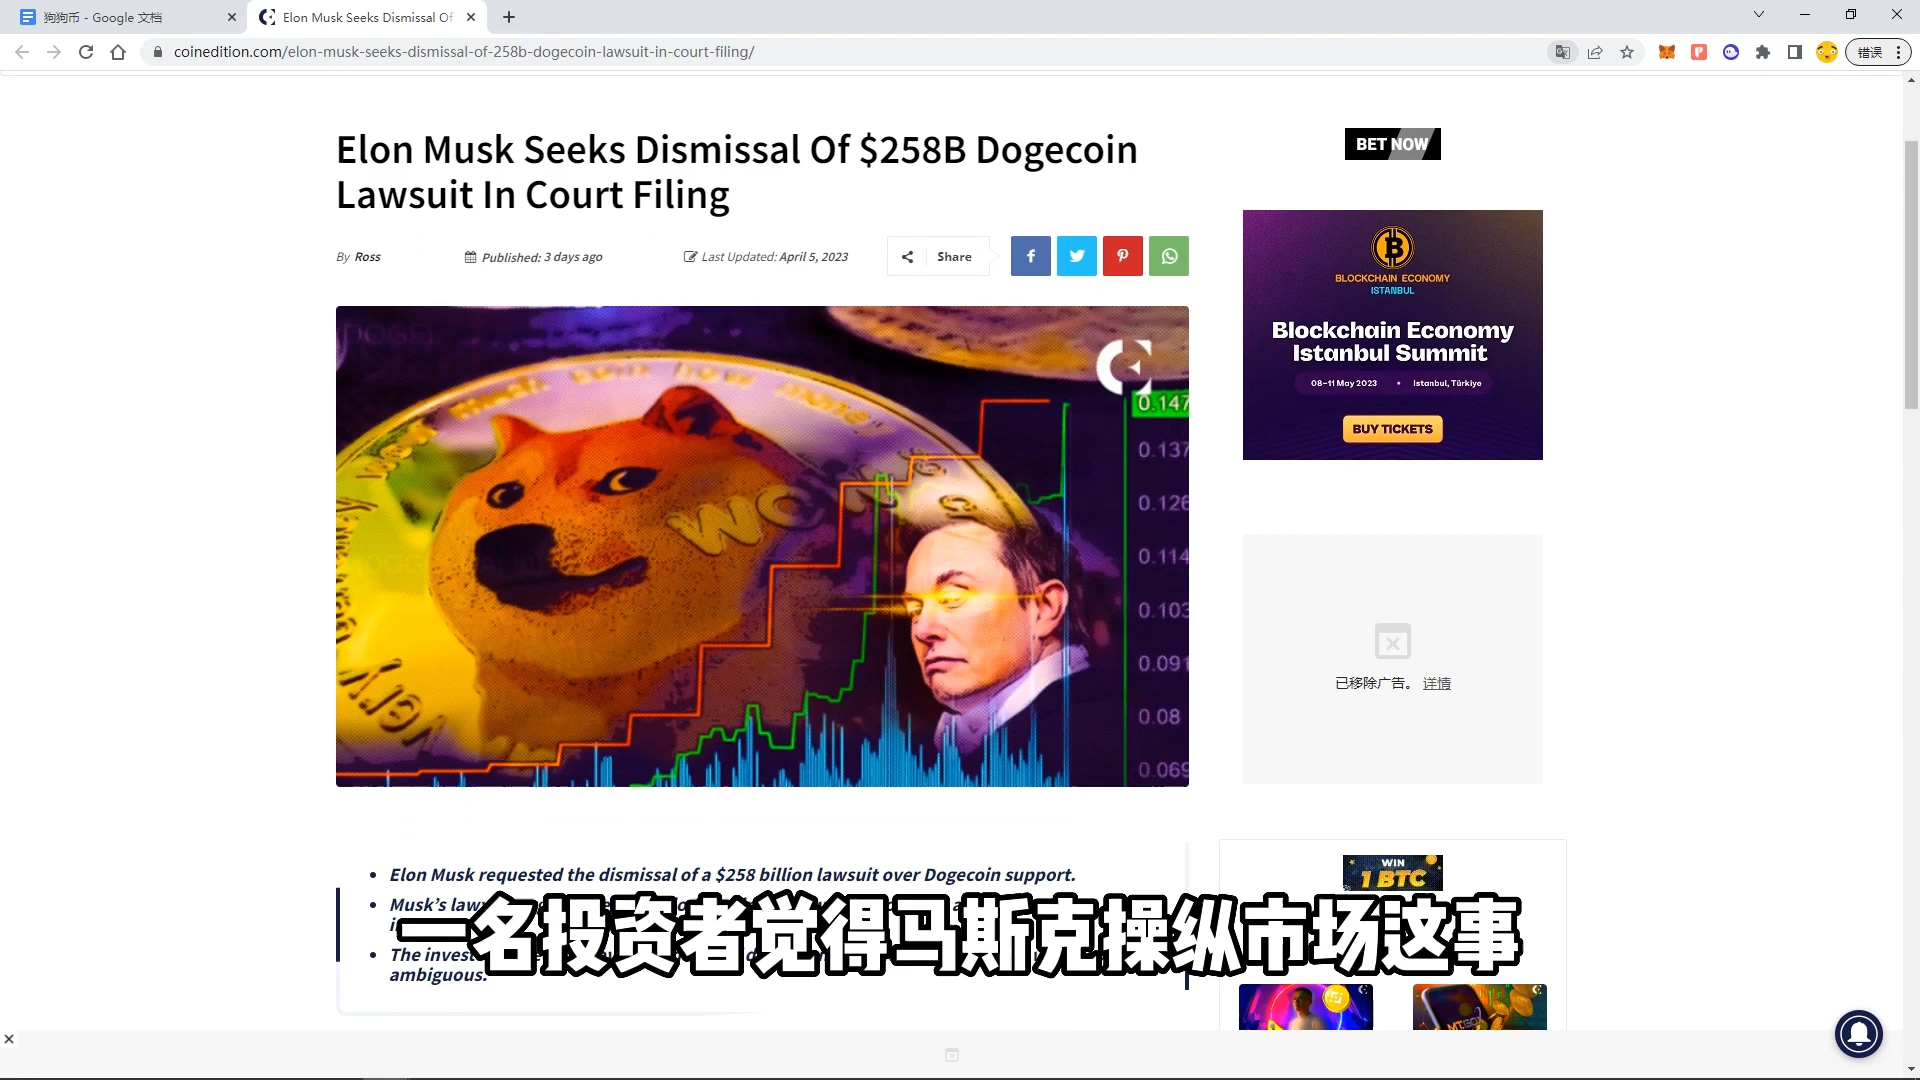 狗狗币 - Google 文档
Elon Musk Seeks Dismissal Of
coinedition.com/elon-musk-seeks-dismissal-of-258b-dogecoin-lawsuit-in-court-filing/
错误
Elon Musk Seeks Dismissal Of $258B Dogecoin
Lawsuit In Court Filing
By Ross
Published: 3 days ago
Last Updated: April 5, 2023
Share
0.147
0.137
0.126
0.114
0.103
0.091
0.08
0.069
WOW
very
BET NOW
BLOCKCHAIN ECONOMY
ISTANBUL
Blockchain Economy
Istanbul Summit
08–11 May 2023 • Istanbul, Türkiye
BUY TICKETS
已移除广告。 详情
WIN
1 BTC
Elon Musk requested the dismissal of a $258 billion lawsuit over Dogecoin support.
Musk's
The
ambiguous.
一名投资者觉得马斯克操纵市场这事